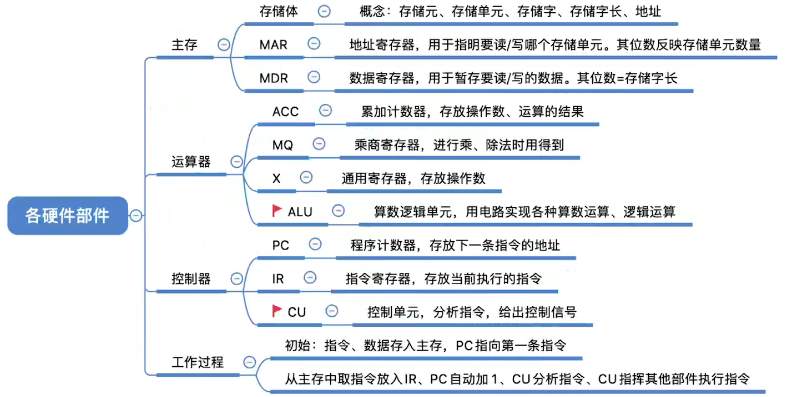 各硬件部件
主存
存储体
概念：存储元、存储单元、存储字、存储字长、地址
MAR
地址寄存器，用于指明要读/写哪个存储单元。其位数反映存储单元数量
MDR
数据寄存器，用于暂存要读/写的数据。其位数=存储字长
运算器
ACC
累加计数器，存放操作数、运算的结果
MQ
乘商寄存器，进行乘、除法时用得到
X
通用寄存器，存放操作数
ALU
算数逻辑单元，用电路实现各种算数运算、逻辑运算
控制器
PC
程序计数器，存放下一条指令的地址
IR
指令寄存器，存放当前执行的指令
CU
控制单元，分析指令，给出控制信号
工作过程
初始：指令、数据存入主存，PC指向第一条指令
从主存中取指令放入IR、PC自动加1、CU分析指令、CU指挥其他部件执行指令